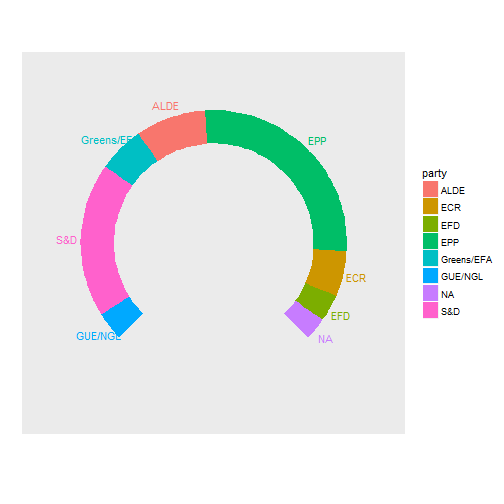 ALDE
Greens/EF
EPP
S&D
ECR
EFD
GUE/NGL
NA
party
ALDE
ECR
EFD
EPP
Greens/EFA
GUE/NGL
NA
S&D